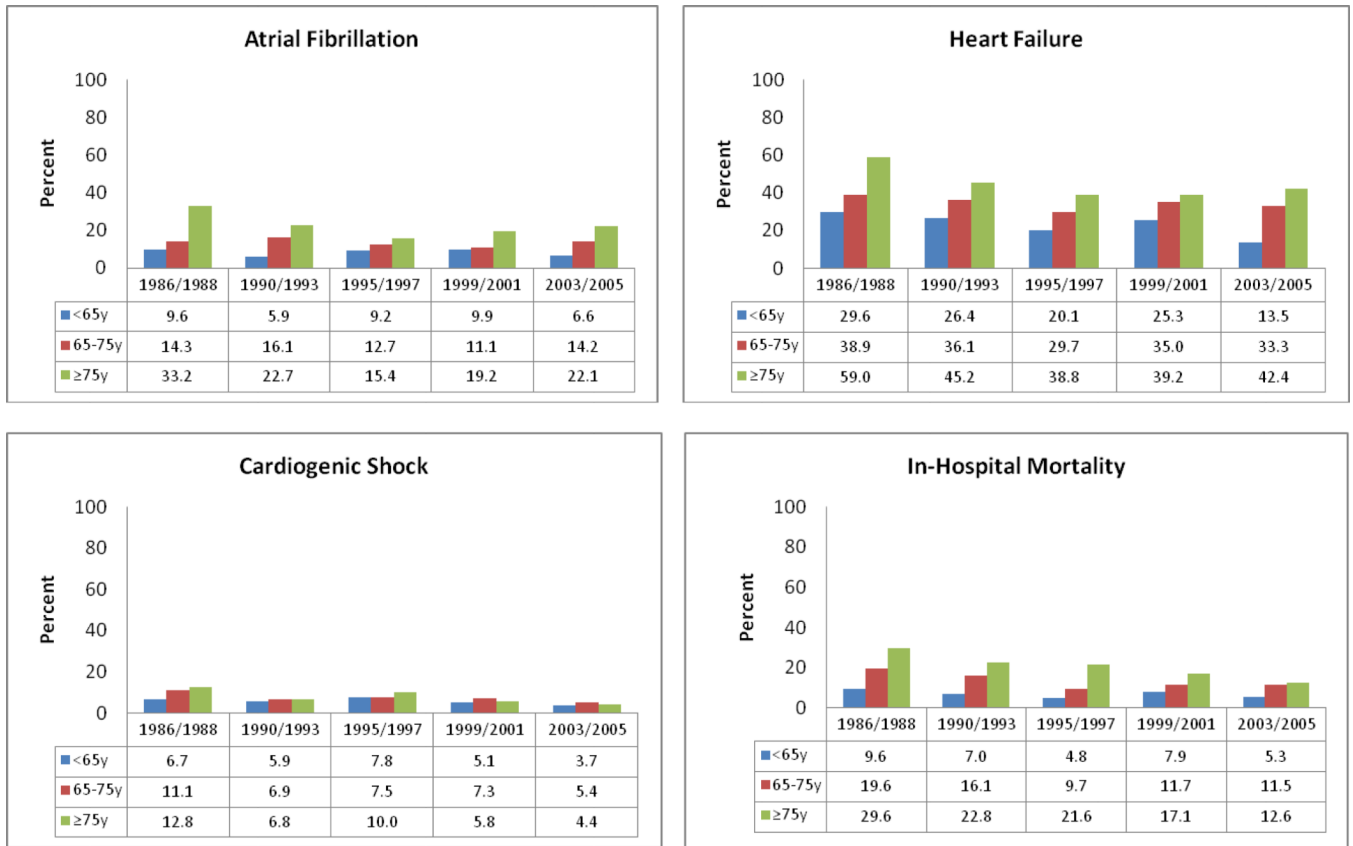 Atrial Fibrillation
Percent
100
80
60
40
20
0
1986/1988 1990/1993 1995/1997 1999/2001 2003/2005
<65y 9.6 5.9 9.2 9.9 6.6
65-75y 14.3 16.1 12.7 11.1 14.2
≥75y 33.2 22.7 15.4 19.2 22.1
Heart Failure
Percent
100
80
60
40
20
0
1986/1988 1990/1993 1995/1997 1999/2001 2003/2005
<65y 29.6 26.4 20.1 25.3 13.5
65-75y 38.9 36.1 29.7 35.0 33.3
≥75y 59.0 45.2 38.8 39.2 42.4
Cardiogenic Shock
Percent
100
80
60
40
20
0
1986/1988 1990/1993 1995/1997 1999/2001 2003/2005
<65y 6.7 5.9 7.8 5.1 3.7
65-75y 11.1 6.9 7.5 7.3 5.4
≥75y 12.8 6.8 10.0 5.8 4.4
In-Hospital Mortality
Percent
100
80
60
40
20
0
1986/1988 1990/1993 1995/1997 1999/2001 2003/2005
<65y 9.6 7.0 4.8 7.9 5.3
65-75y 19.6 16.1 9.7 11.7 11.5
≥75y 29.6 22.8 21.6 17.1 12.6